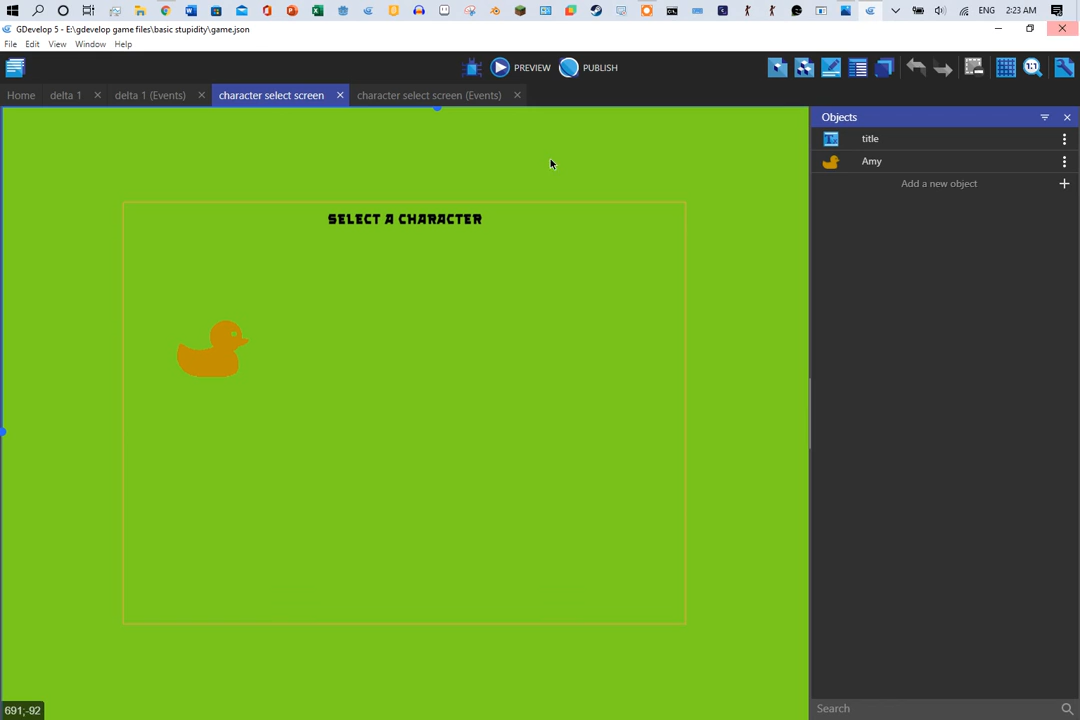 ENG 2:23 AM
GDevelop 5 - E:\gdevelop game files\basic stupidity\game.json
File Edit View Window Help
PREVIEW PUBLISH 1:1
Home delta 1 delta 1 (Events) character select screen character select screen (Events)
Objects
title
Amy
Add a new object
SELECT A CHARACTER
691;-92
Search